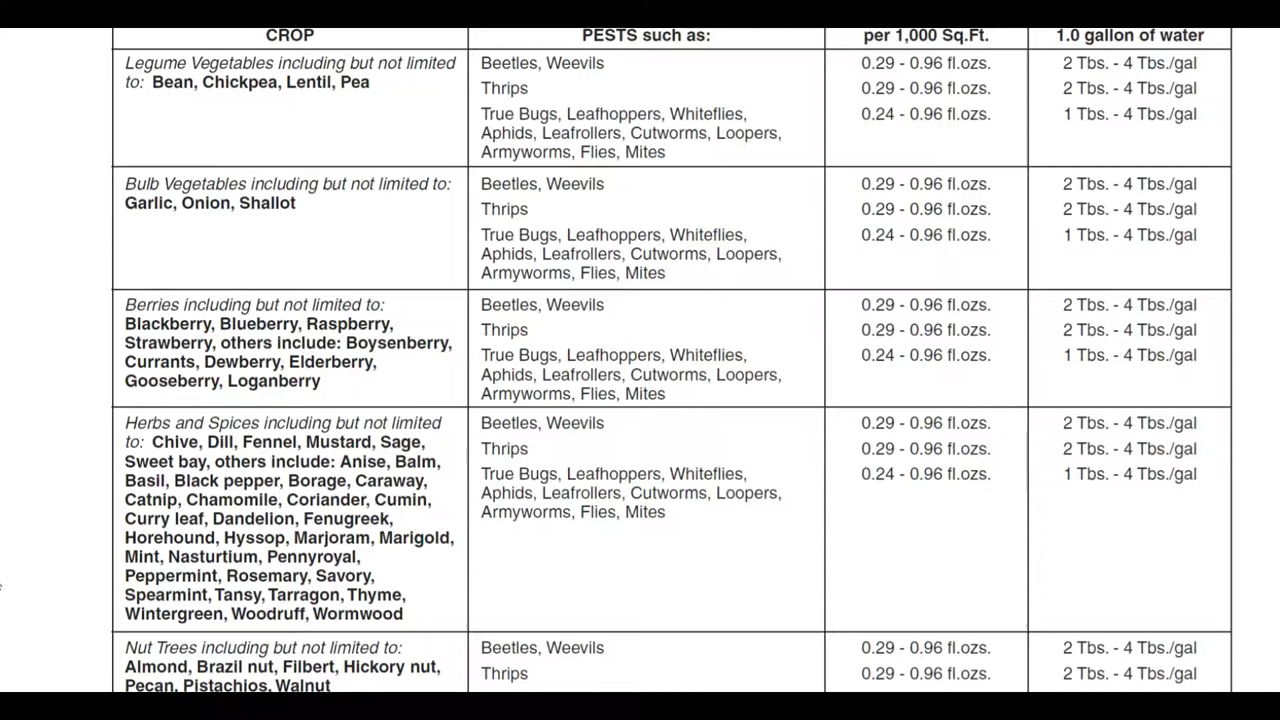 CROP PESTS such as: per 1,000 Sq.Ft. 1.0 gallon of water
Legume Vegetables including but not limited
to: Bean, Chickpea, Lentil, Pea
Beetles, Weevils 0.29 - 0.96 fl.ozs. 2 Tbs. - 4 Tbs./gal
Thrips 0.29 - 0.96 fl.ozs. 2 Tbs. - 4 Tbs./gal
True Bugs, Leafhoppers, Whiteflies, 0.24 - 0.96 fl.ozs. 1 Tbs. - 4 Tbs./gal
Aphids, Leafrollers, Cutworms, Loopers,
Armyworms, Flies, Mites
Bulb Vegetables including but not limited to:
Garlic, Onion, Shallot
Beetles, Weevils 0.29 - 0.96 fl.ozs. 2 Tbs. - 4 Tbs./gal
Thrips 0.29 - 0.96 fl.ozs. 2 Tbs. - 4 Tbs./gal
True Bugs, Leafhoppers, Whiteflies, 0.24 - 0.96 fl.ozs. 1 Tbs. - 4 Tbs./gal
Aphids, Leafrollers, Cutworms, Loopers,
Armyworms, Flies, Mites
Berries including but not limited to:
Blackberry, Blueberry, Raspberry,
Strawberry, others include: Boysenberry,
Currants, Dewberry, Elderberry,
Gooseberry, Loganberry
Beetles, Weevils 0.29 - 0.96 fl.ozs. 2 Tbs. - 4 Tbs./gal
Thrips 0.29 - 0.96 fl.ozs. 2 Tbs. - 4 Tbs./gal
True Bugs, Leafhoppers, Whiteflies, 0.24 - 0.96 fl.ozs. 1 Tbs. - 4 Tbs./gal
Aphids, Leafrollers, Cutworms, Loopers,
Armyworms, Flies, Mites
Herbs and Spices including but not limited
to: Chive, Dill, Fennel, Mustard, Sage,
Sweet bay, others include: Anise, Balm,
Basil, Black pepper, Borage, Caraway,
Catnip, Chamomile, Coriander, Cumin,
Curry leaf, Dandelion, Fenugreek,
Horehound, Hyssop, Marjoram, Marigold,
Mint, Nasturtium, Pennyroyal,
Peppermint, Rosemary, Savory,
Spearmint, Tansy, Tarragon, Thyme,
Wintergreen, Woodruff, Wormwood
Beetles, Weevils 0.29 - 0.96 fl.ozs. 2 Tbs. - 4 Tbs./gal
Thrips 0.29 - 0.96 fl.ozs. 2 Tbs. - 4 Tbs./gal
True Bugs, Leafhoppers, Whiteflies, 0.24 - 0.96 fl.ozs. 1 Tbs. - 4 Tbs./gal
Aphids, Leafrollers, Cutworms, Loopers,
Armyworms, Flies, Mites
Nut Trees including but not limited to:
Almond, Brazil nut, Filbert, Hickory nut,
Pecan, Pistachios, Walnut
Beetles, Weevils 0.29 - 0.96 fl.ozs. 2 Tbs. - 4 Tbs./gal
Thrips 0.29 - 0.96 fl.ozs. 2 Tbs. - 4 Tbs./gal